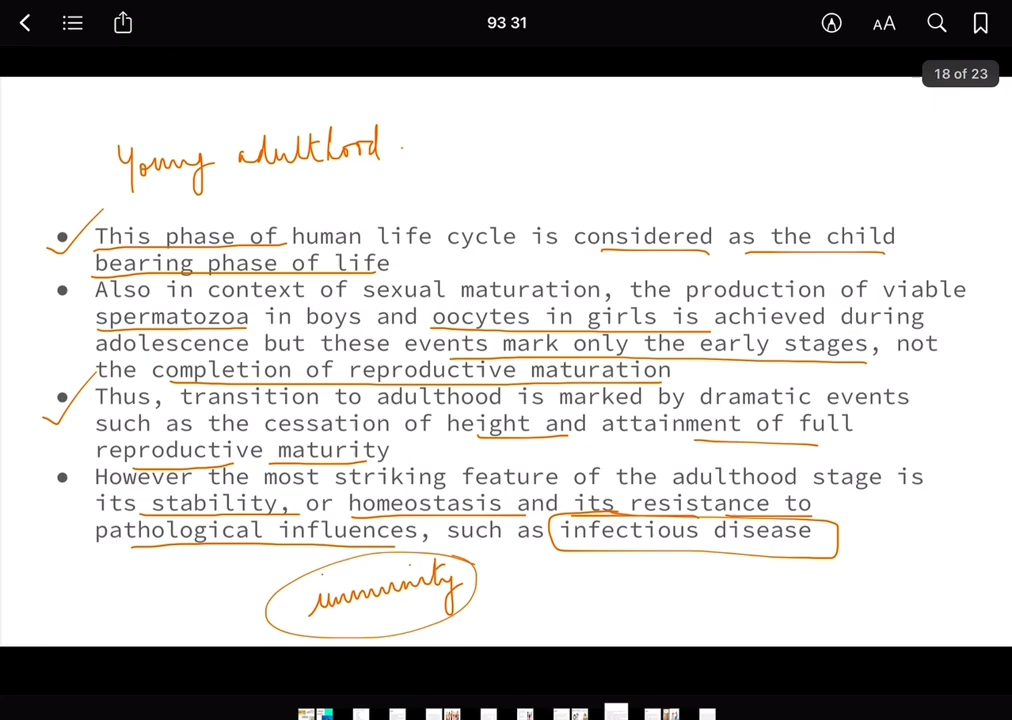 93 31
AA
18 of 23
Young adulthood.
• This phase of human life cycle is considered as the child
bearing phase of life
• Also in context of sexual maturation, the production of viable
spermatozoa in boys and oocytes in girls is achieved during
adolescence but these events mark only the early stages, not
the completion of reproductive maturation
• Thus, transition to adulthood is marked by dramatic events
such as the cessation of height and attainment of full
reproductive maturity
• However the most striking feature of the adulthood stage is
its stability, or homeostasis and its resistance to
pathological influences, such as infectious disease
immunity